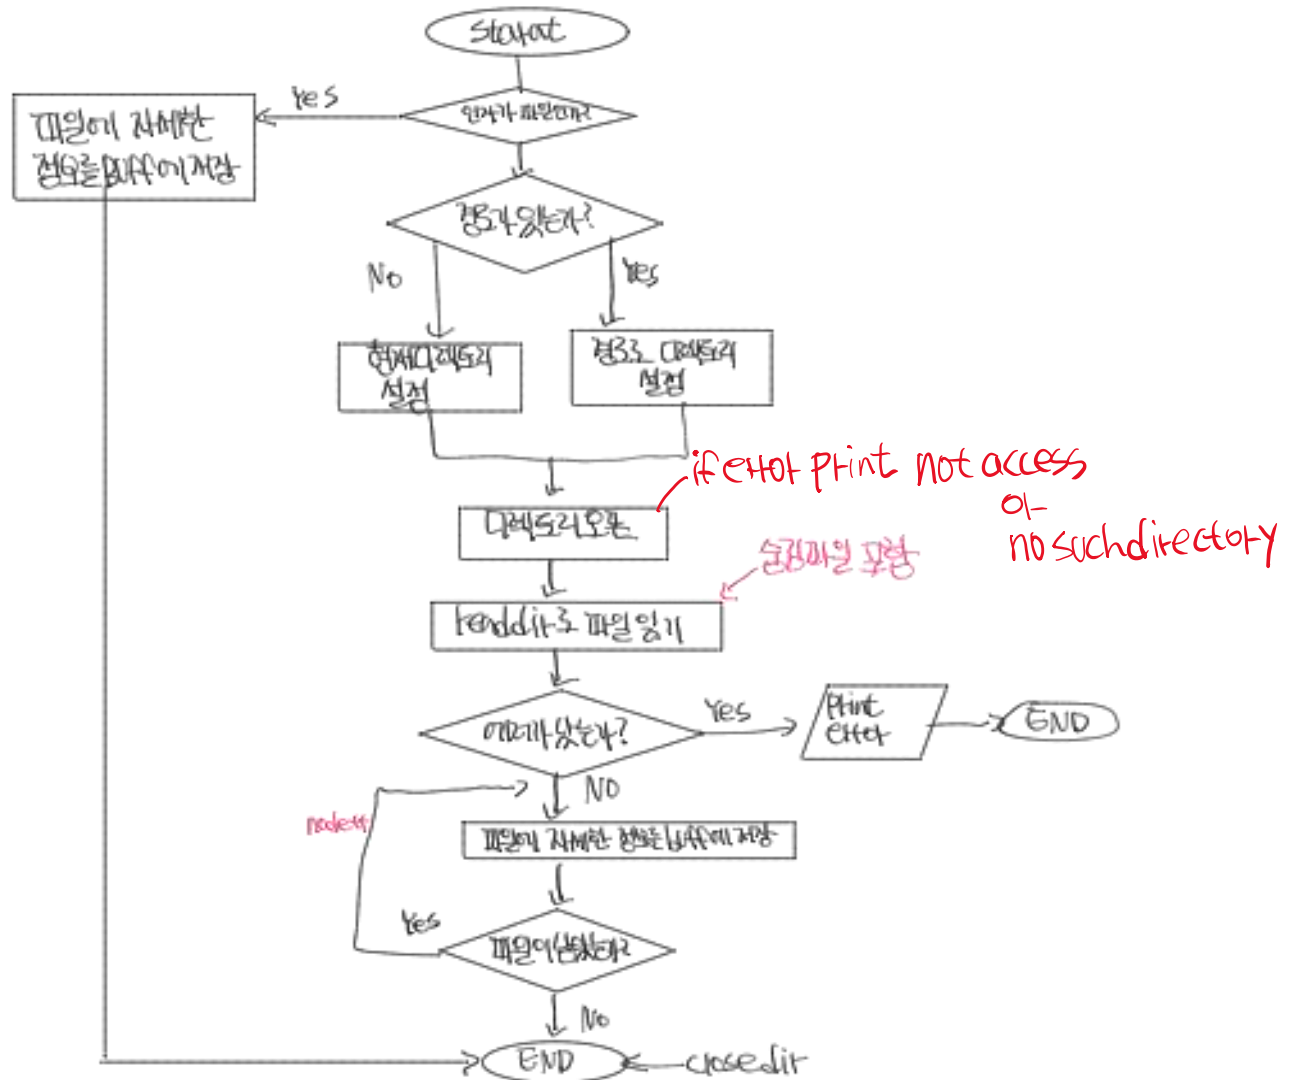 Start
Yes
인자가 파일인가?
파일에 자세한
정보를 buff에 저장
경로가 있는가?
No
Yes
현재디렉토리
설정
경로로 디렉토리
설정
if error print not access
or
no such directory
디렉토리 오픈
숨김파일 포함
readdir로 파일 읽기
에러가 났는가?
Yes
Print
error
END
NO
파일에 자세한 정보를 buff에 저장
Yes
파일이 남았는가?
No
END
closedir